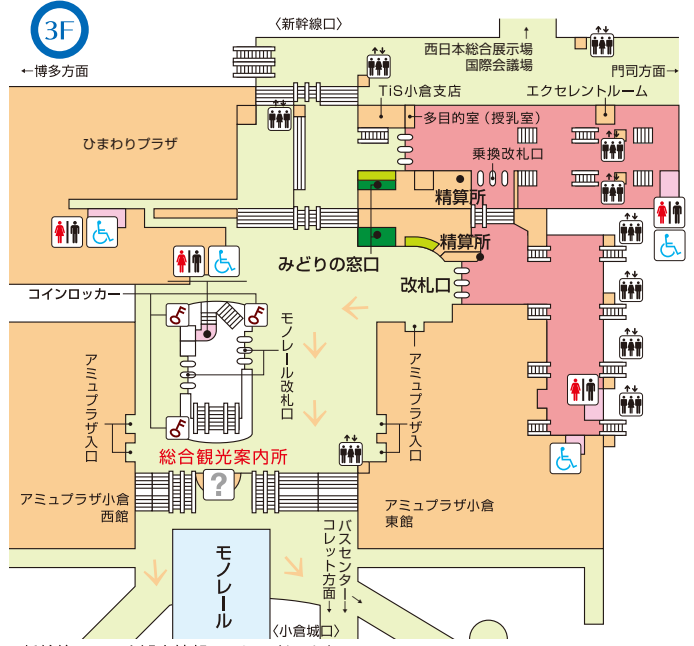 3F
〈新幹線口〉
←博多方面
西日本総合展示場
国際会議場
門司方面→
TiS小倉支店
エクセレントルーム
多目的室(授乳室)
ひまわりプラザ
乗換改札口
精算所
精算所
みどりの窓口
改札口
コインロッカー
モノレール改札口
アミュプラザ入口
アミュプラザ入口
総合観光案内所
?
アミュプラザ小倉
西館
アミュプラザ小倉
東館
モノレール
バスセンター
コレット方面→
〈小倉城口〉